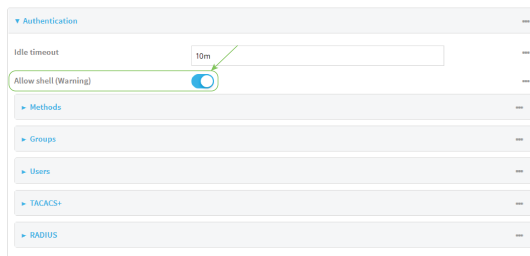 Authentication
Idle timeout
10m
Allow shell (Warning)
Methods
Groups
Users
TACACS+
RADIUS